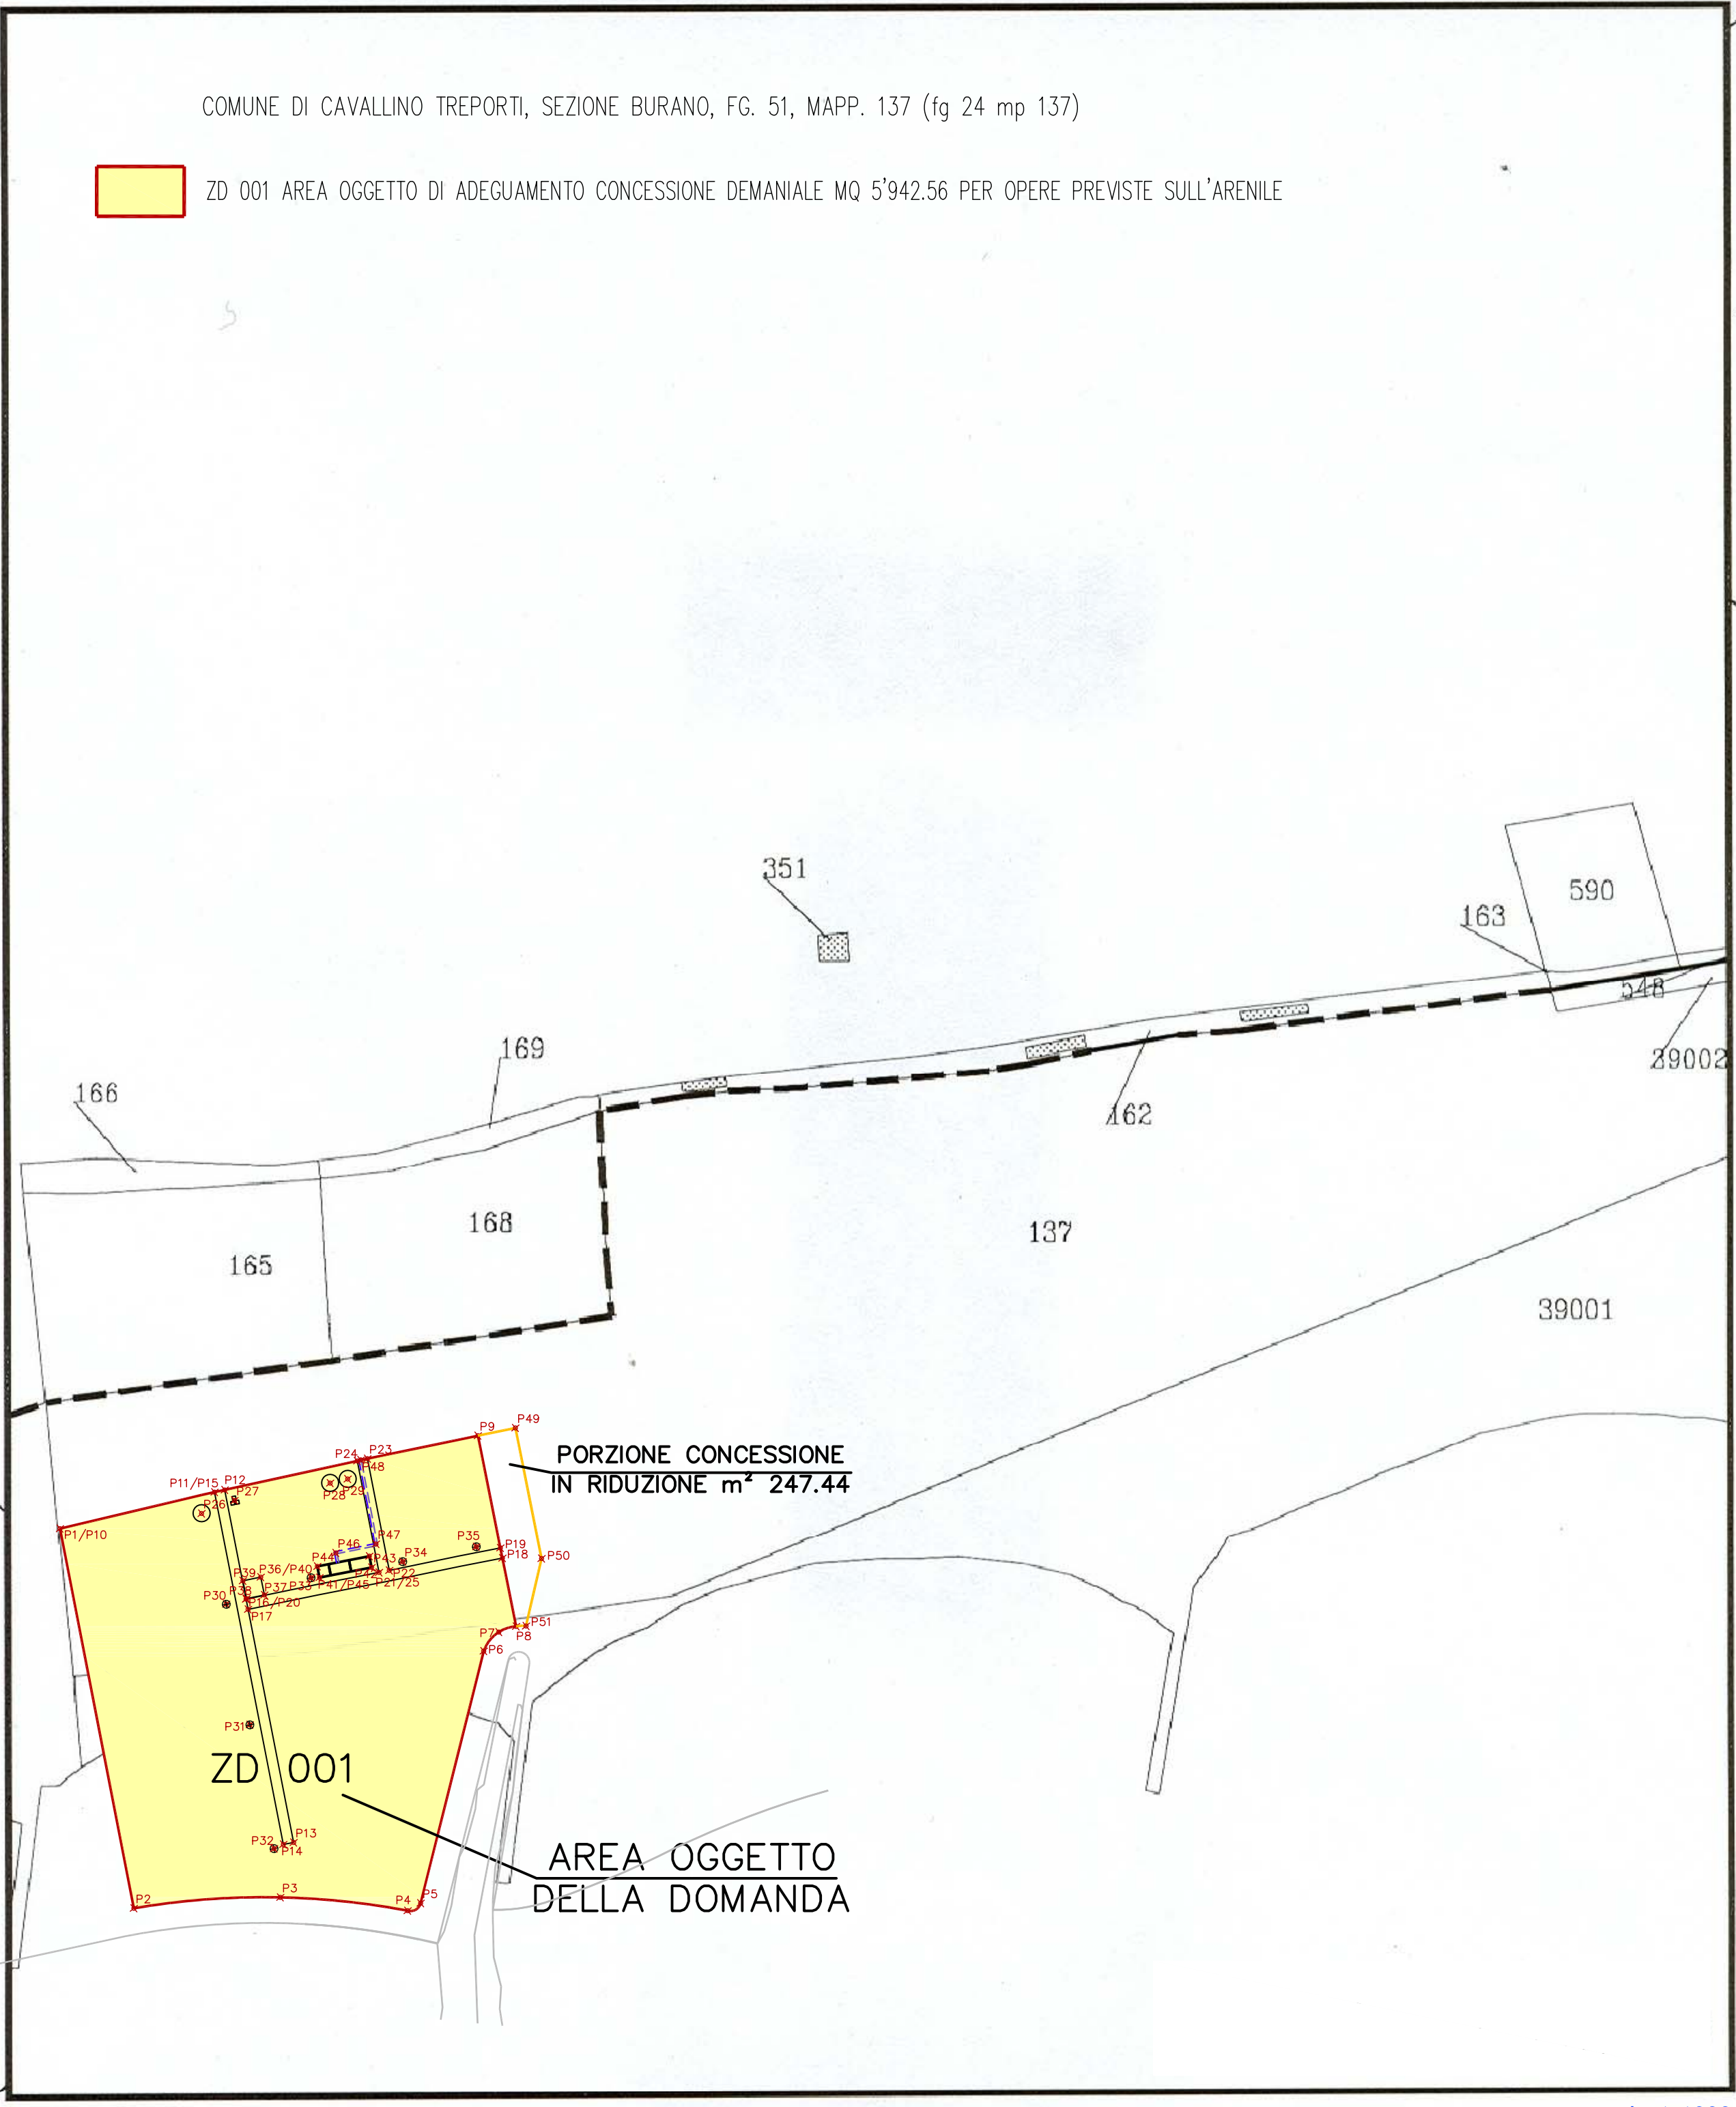 COMUNE DI CAVALLINO TREPORTI, SEZIONE BURANO, FG. 51, MAPP. 137 (fg 24 mp 137)
ZD 001 AREA OGGETTO DI ADEGUAMENTO CONCESSIONE DEMANIALE MQ 5'942.56 PER OPERE PREVISTE SULL'ARENILE
351
590
163
548
39002
169
166
162
168
137
165
39001
P9
P49
PORZIONE CONCESSIONE
IN RIDUZIONE m² 247.44
P24
P23
P48
P11/P15
P12
P27
P28
P29
P26
P1/P10
P47
P46
P35
P19
P18
P44
P43
P34
P39
P36/P40
P42
P22
P38
P37
P33
P41/P45
P21/25
P30
P16/P20
P17
P51
P50
P7
P8
P6
P31
ZD 001
P32
P13
P14
AREA OGGETTO
DELLA DOMANDA
P2
P3
P4
P5